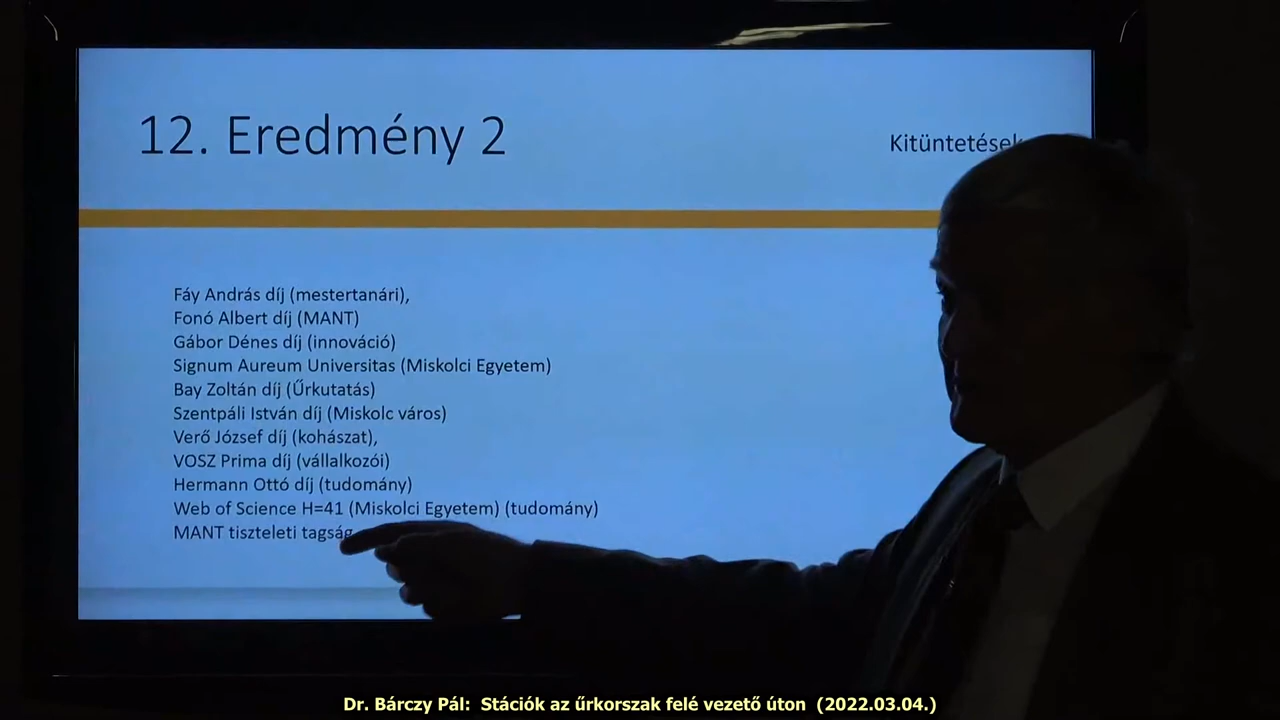 12. Eredmény 2
Kitüntetések
Fáy András díj (mestertanári),
Fonó Albert díj (MANT)
Gábor Dénes díj (innováció)
Signum Aureum Universitas (Miskolci Egyetem)
Bay Zoltán díj (Űrkutatás)
Szentpáli István díj (Miskolc város)
Verő József díj (kohászat),
VOSZ Prima díj (vállalkozói)
Hermann Ottó díj (tudomány)
Web of Science H=41 (Miskolci Egyetem) (tudomány)
MANT tiszteleti tagság
Dr. Bárczy Pál: Stációk az űrkorszak felé vezető úton (2022.03.04.)